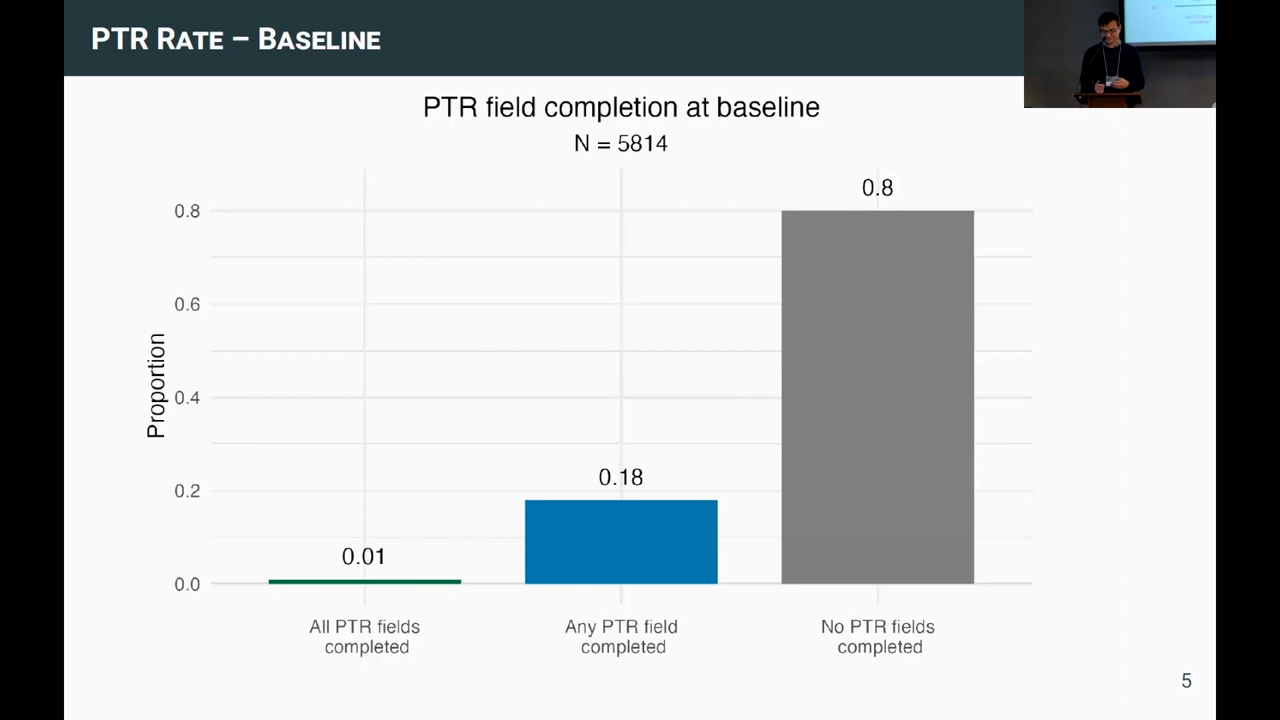 PTR RATE – BASELINE
PTR field completion at baseline
N = 5814
0.8
0.8
0.6
Proportion
0.4
0.18
0.2
0.01
0.0
All PTR fields
completed
Any PTR field
completed
No PTR fields
completed
5